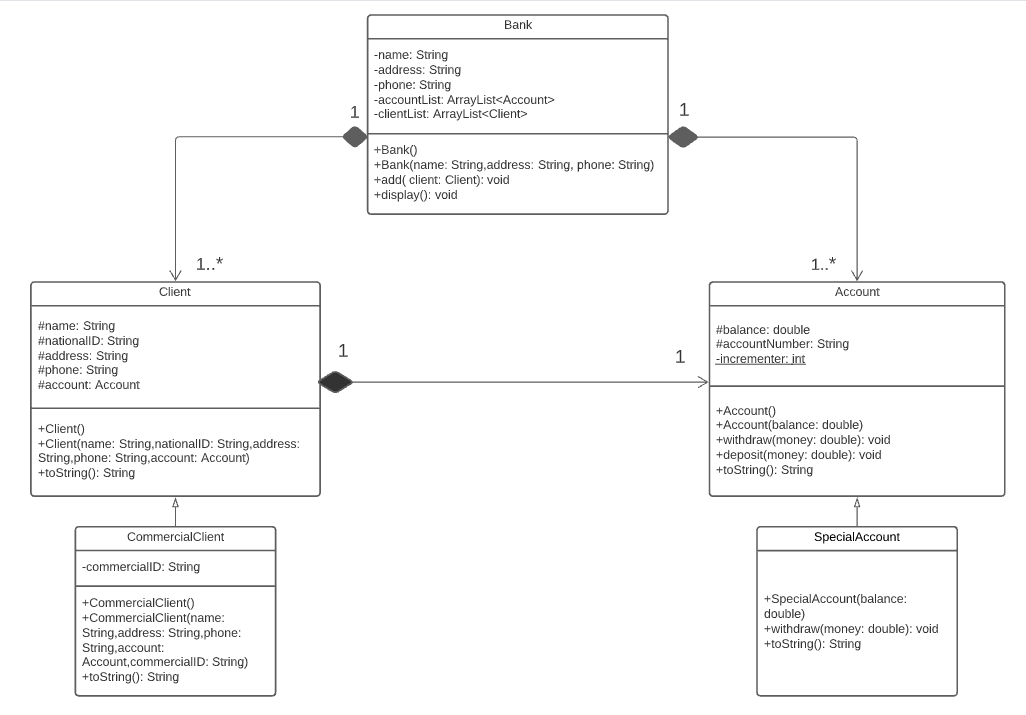 Bank
-name: String
-address: String
-phone: String
-accountList: ArrayList<Account>
-clientList: ArrayList<Client>
+Bank()
+Bank(name: String,address: String, phone: String)
+add( client: Client): void
+display(): void
1
1
1..*
1..*
Client
#name: String
#nationalID: String
#address: String
#phone: String
#account: Account
+Client()
+Client(name: String,nationalID: String,address:
String,phone: String,account: Account)
+toString(): String
1
1
Account
#balance: double
#accountNumber: String
-incrementer: int
+Account()
+Account(balance: double)
+withdraw(money: double): void
+deposit(money: double): void
+toString(): String
CommercialClient
-commercialID: String
+CommercialClient()
+CommercialClient(name:
String,address: String,phone:
String,account:
Account,commercialID: String)
+toString(): String
SpecialAccount
+SpecialAccount(balance:
double)
+withdraw(money: double): void
+toString(): String